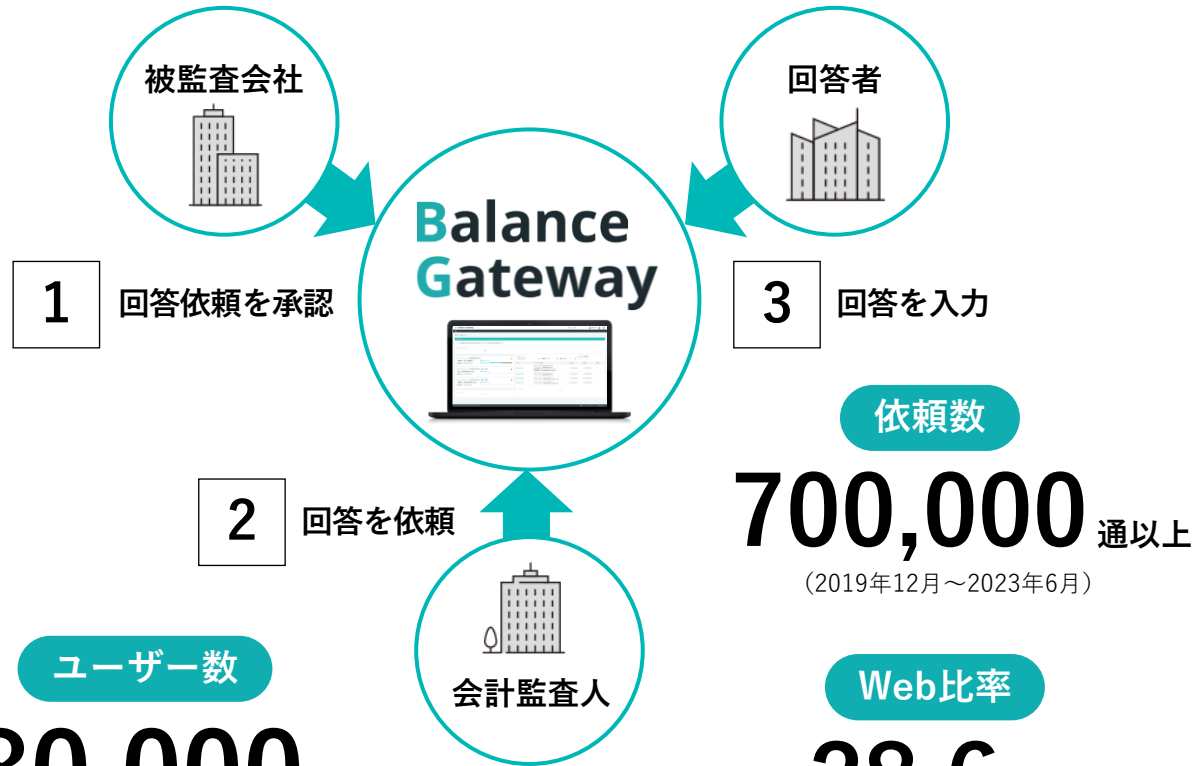 被監査会社
回答者
Balance
Gateway
1
回答依頼を承認
3
回答を入力
依頼数
700,000 通以上
（2019年12月～2023年6月）
2
回答を依頼
会計監査人
ユーザー数
Web比率